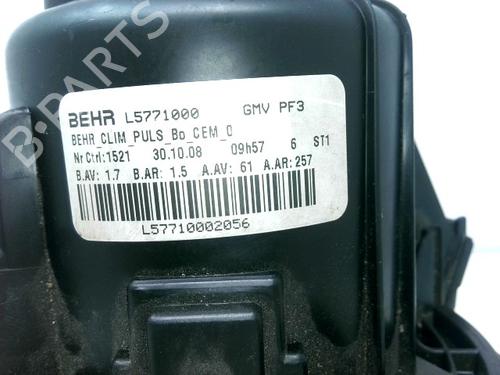 B-PARTS
BEHR L5771000 GMV PF3
BEHR_CLIM_PULS_Bo_CEM_0
Nr Ctrl:1521 30.10.08 09h57 6 ST1
B.AV: 1.7 B.AR: 1.5 A.AV: 61 A.AR: 257
L57710002056